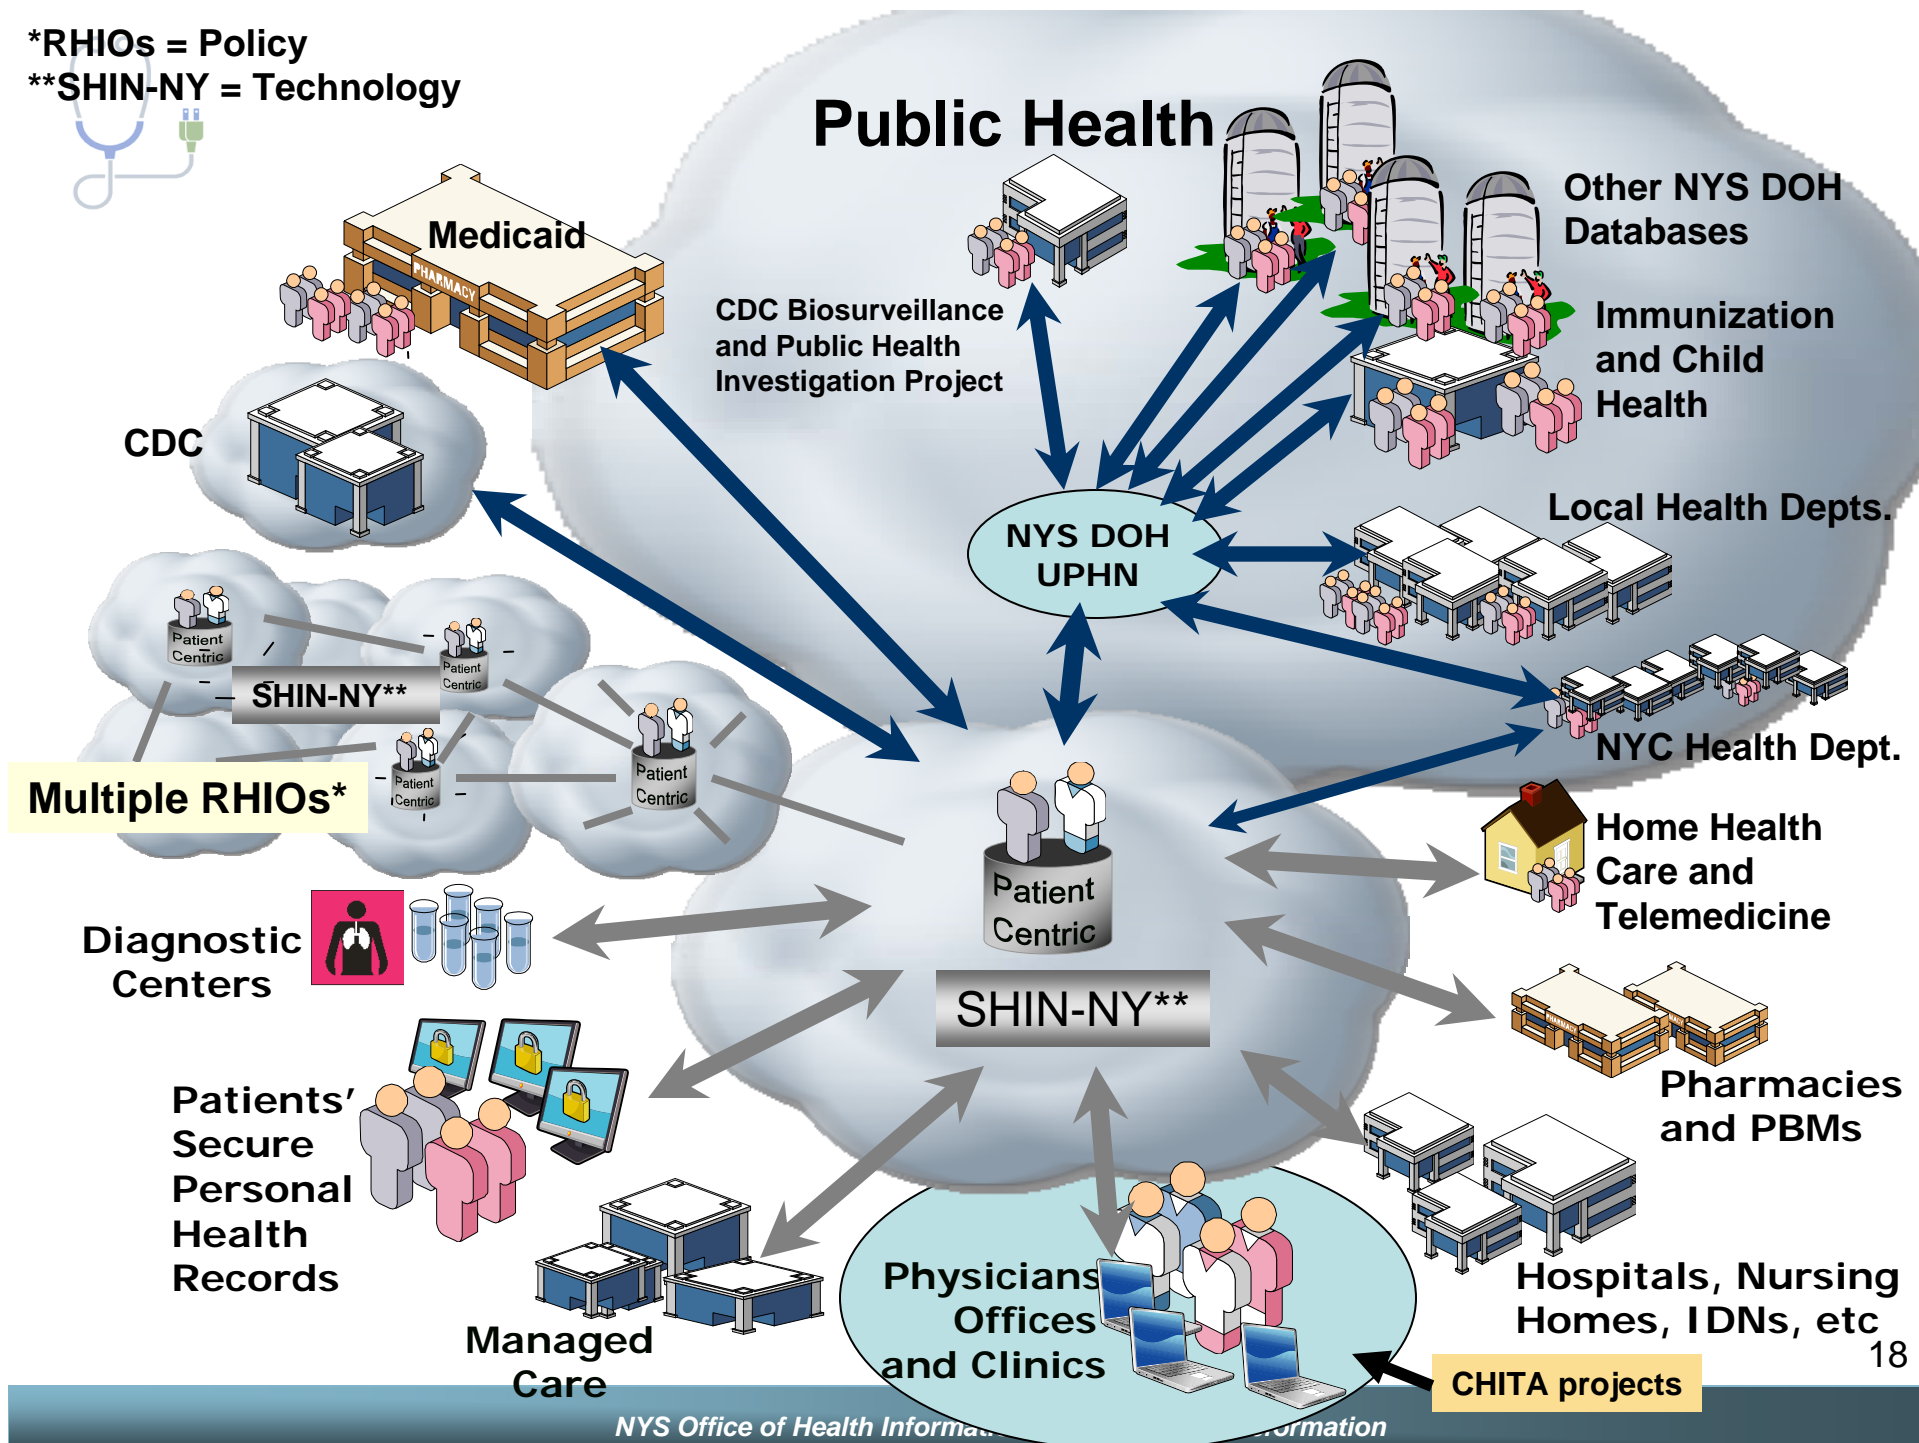 *RHIOs = Policy
**SHIN-NY = Technology
Public Health
Medicaid
PHARMACY
Other NYS DOH
Databases
CDC Biosurveillance
and Public Health
Investigation Project
Immunization
and Child
Health
CDC
Local Health Depts.
NYS DOH
UPHN
Patient
Centric
Patient
Centric
SHIN-NY**
Patient
Centric
Patient
Centric
NYC Health Dept.
Multiple RHIOs*
Home Health
Care and
Telemedicine
Patient
Centric
SHIN-NY**
Diagnostic
Centers
PHARMACY
Pharmacies
and PBMs
Patients'
Secure
Personal
Health
Records
Physicians
Offices
and Clinics
Hospitals, Nursing
Homes, IDNs, etc
Managed
Care
18
CHITA projects
NYS Office of Health Informat ormation